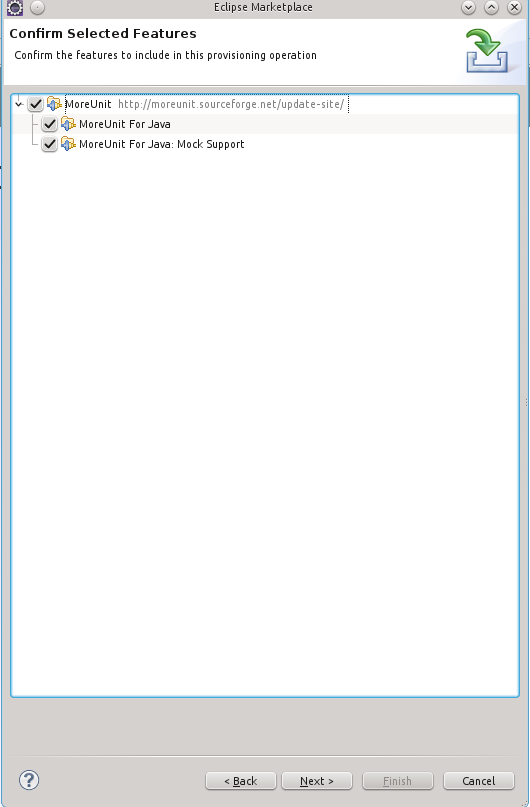 Eclipse Marketplace
Confirm Selected Features
Confirm the features to include in this provisioning operation
MoreUnit http://moreunit.sourceforge.net/update-site/
MoreUnit For Java
MoreUnit For Java: Mock Support
?
< Back Next > Finish Cancel